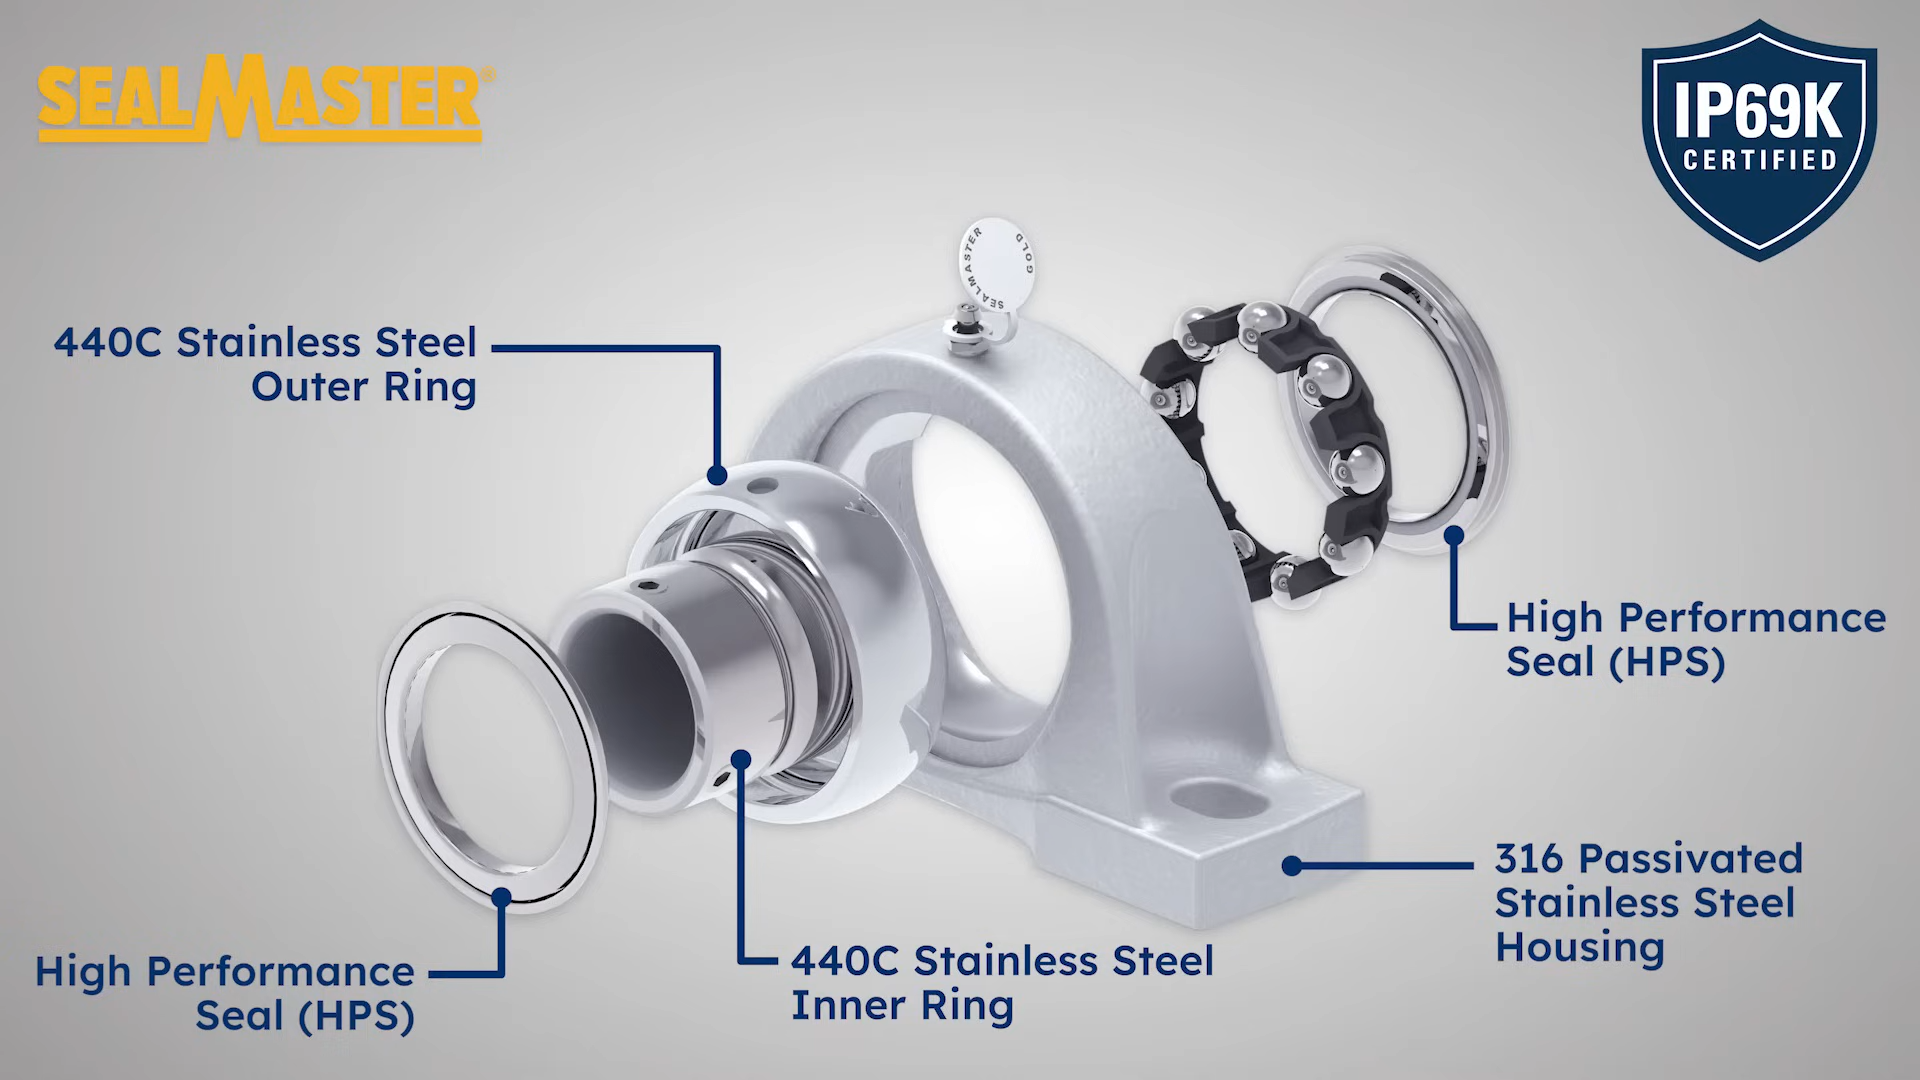 SEALMASTER®
IP69K
CERTIFIED
SEALMASTER GOLD SEALMASTER
440C Stainless Steel
Outer Ring
High Performance
Seal (HPS)
316 Passivated
Stainless Steel
Housing
440C Stainless Steel
Inner Ring
High Performance
Seal (HPS)